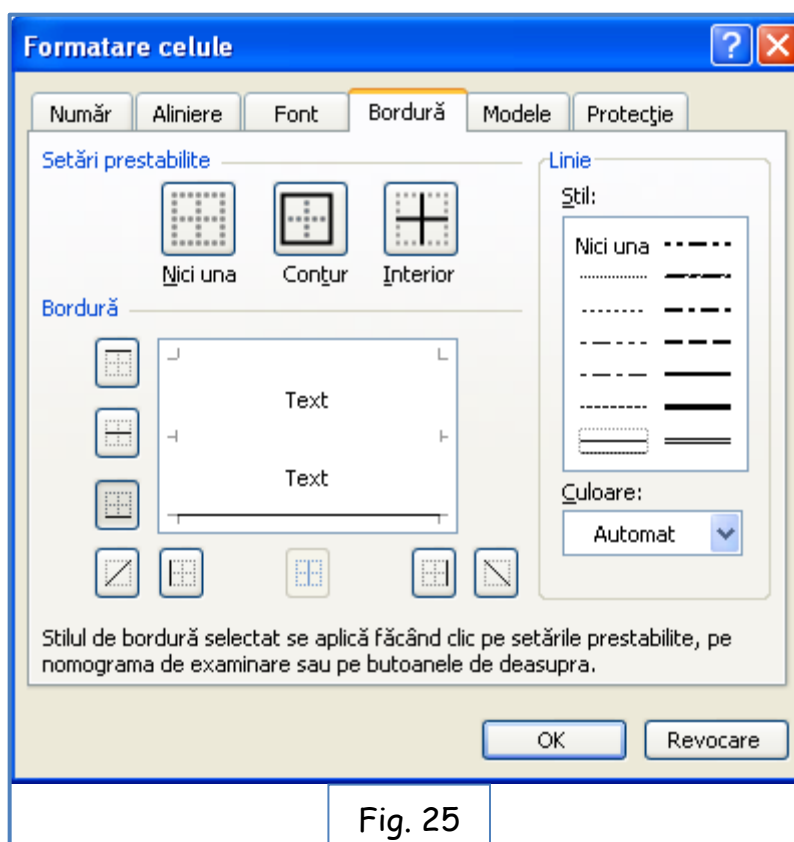 Formatare celule
Număr Aliniere Font Bordură Modele Protecţie
Setări prestabilite
Nici una Contur Interior
Bordură
Text
Text
Linie
Stil:
Nici una
Culoare:
Automat
Stilul de bordură selectat se aplică făcând clic pe setările prestabilite, pe
nomograma de examinare sau pe butoanele de deasupra.
OK Revocare
Fig. 25